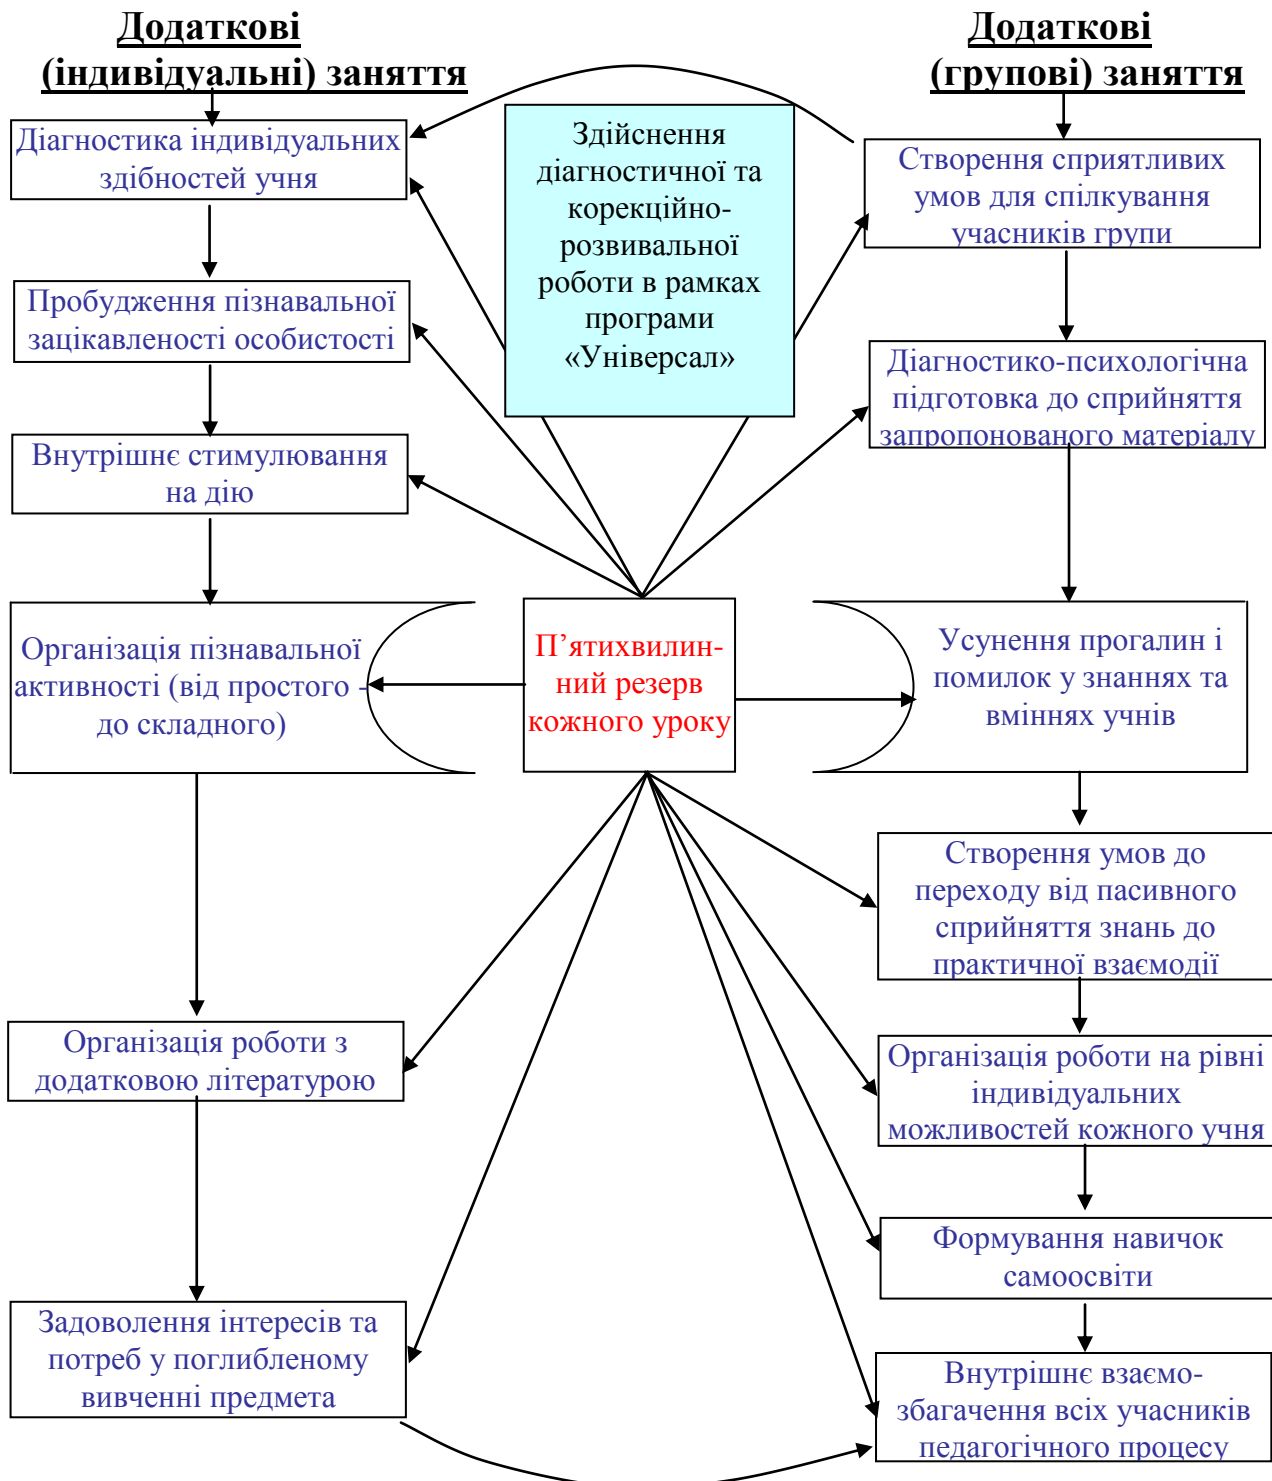 Додаткові
(індивідуальні) заняття
Діагностика індивідуальних
здібностей учня
Пробудження пізнавальної
зацікавленості особистості
Внутрішнє стимулювання
на дію
Організація пізнавальної
активності (від простого -
до складного)
Організація роботи з
додатковою літературою
Задоволення інтересів та
потреб у поглибленому
вивченні предмета
Здійснення
діагностичної та
корекційно-
розвивальної
роботи в рамках
програми
«Універсал»
П’ятихвилин-
ний резерв
кожного уроку
Додаткові
(групові) заняття
Створення сприятливих
умов для спілкування
учасників групи
Діагностико-психологічна
підготовка до сприйняття
запропонованого матеріалу
Усунення прогалин і
помилок у знаннях та
вміннях учнів
Створення умов до
переходу від пасивного
сприйняття знань до
практичної взаємодії
Організація роботи на рівні
індивідуальних
можливостей кожного учня
Формування навичок
самоосвіти
Внутрішнє взаємо-
збагачення всіх учасників
педагогічного процесу